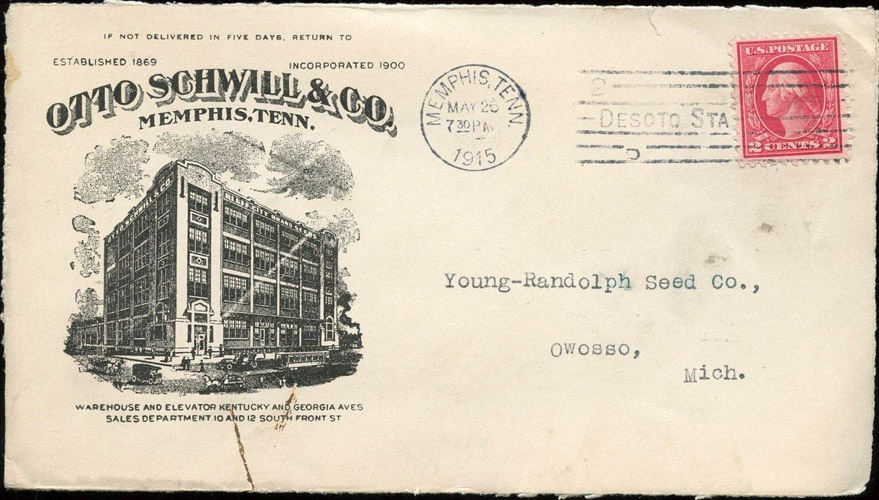 IF NOT DELIVERED IN FIVE DAYS, RETURN TO
ESTABLISHED 1869 INCORPORATED 1900
OTTO SCHWILL & CO.
MEMPHIS, TENN.
WAREHOUSE AND ELEVATOR KENTUCKY AND GEORGIA AVES
SALES DEPARTMENT 10 AND 12 SOUTH FRONT ST
MEMPHIS, TENN.
MAY 26
7 30 PM
1915
2
DESOTO STA
U.S. POSTAGE
2 CENTS 2
Young-Randolph Seed Co.,
Owosso,
Mich.